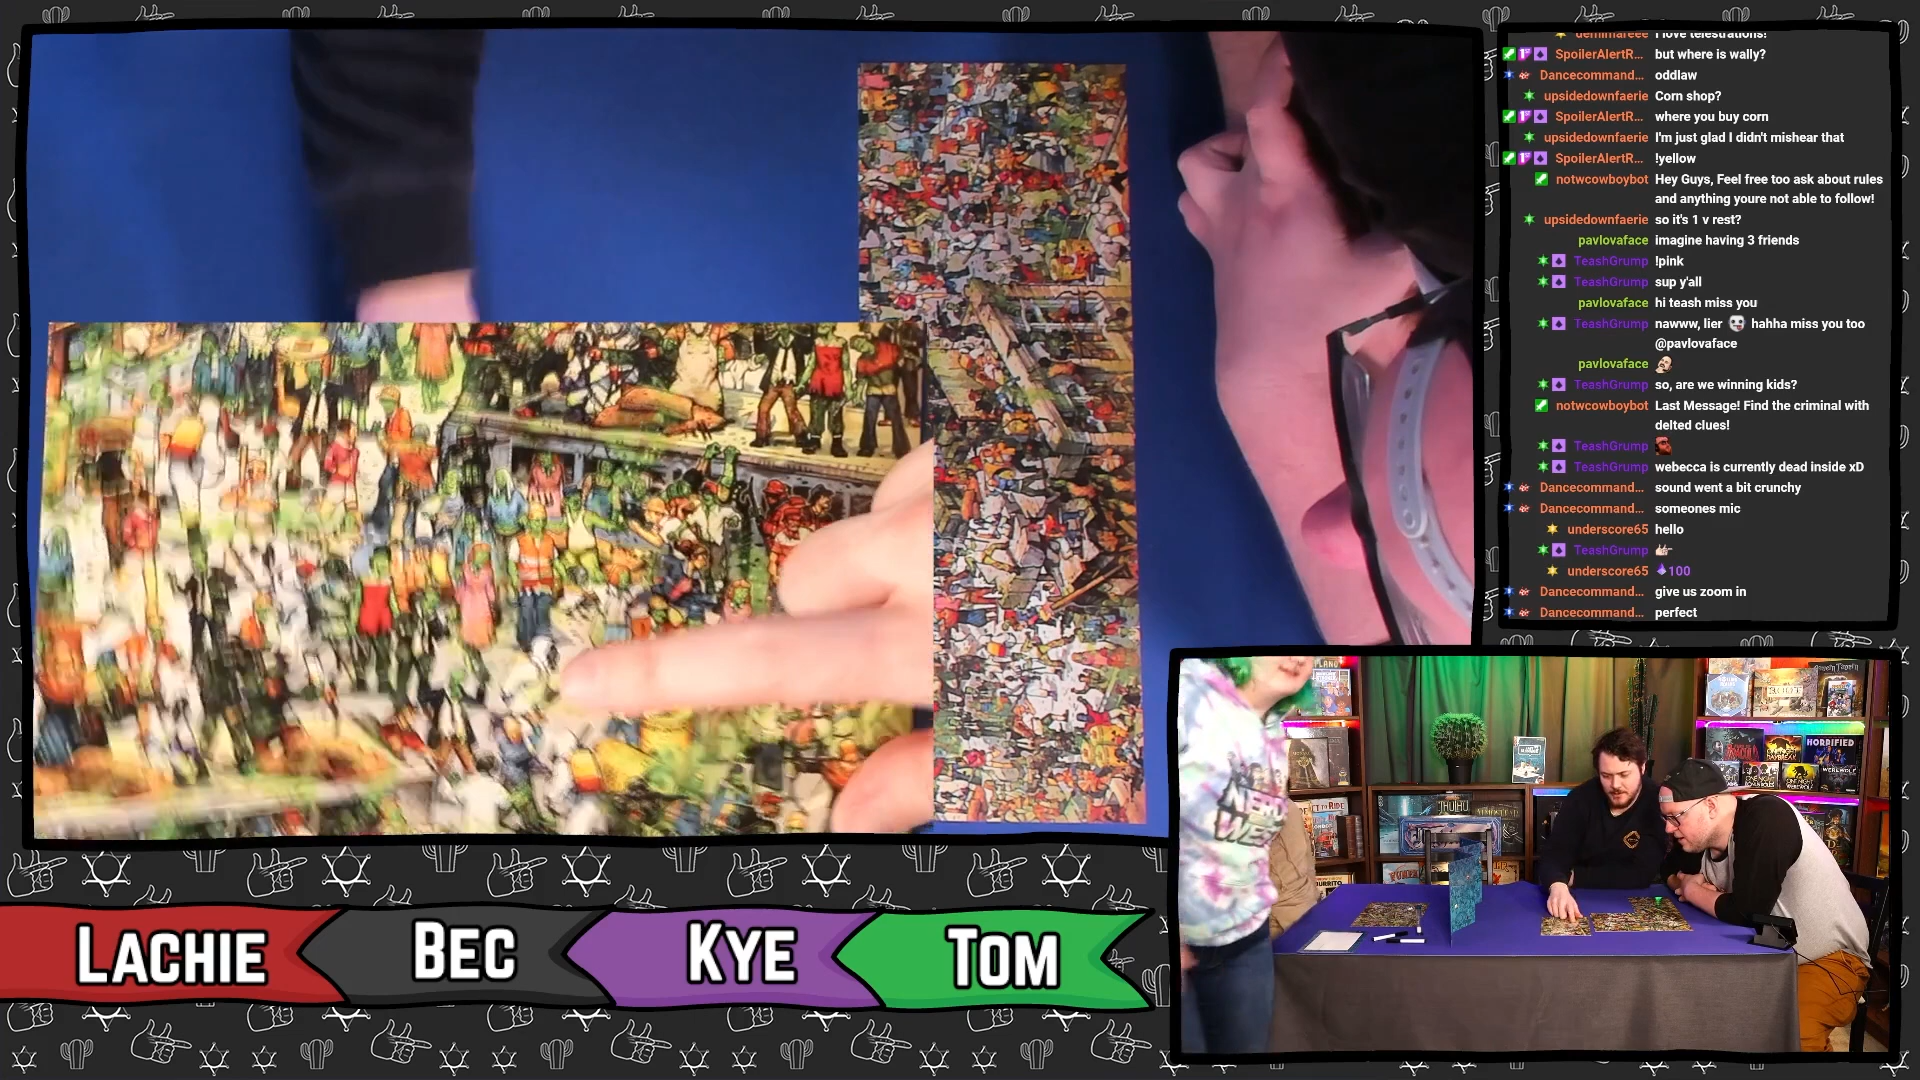 I love telestrations!
SpoilerAlertR... but where is wally?
Dancecommand... oddlaw
upsidedownfaerie Corn shop?
SpoilerAlertR... where you buy corn
upsidedownfaerie I'm just glad I didn't mishear that
SpoilerAlertR... !yellow
notwcowboybot Hey Guys, Feel free too ask about rules
and anything youre not able to follow!
upsidedownfaerie so it's 1 v rest?
pavlovaface imagine having 3 friends
TeashGrump !pink
TeashGrump sup y'all
pavlovaface hi teash miss you
TeashGrump nawww, lier hahha miss you too
@pavlovaface
pavlovaface
TeashGrump so, are we winning kids?
notwcowboybot Last Message! Find the criminal with
delted clues!
TeashGrump
TeashGrump webecca is currently dead inside xD
Dancecommand... sound went a bit crunchy
Dancecommand... someones mic
underscore65 hello
TeashGrump
underscore65 100
Dancecommand... give us zoom in
Dancecommand... perfect
HORRIFIED
LACHIE
BEC
KYE
TOM